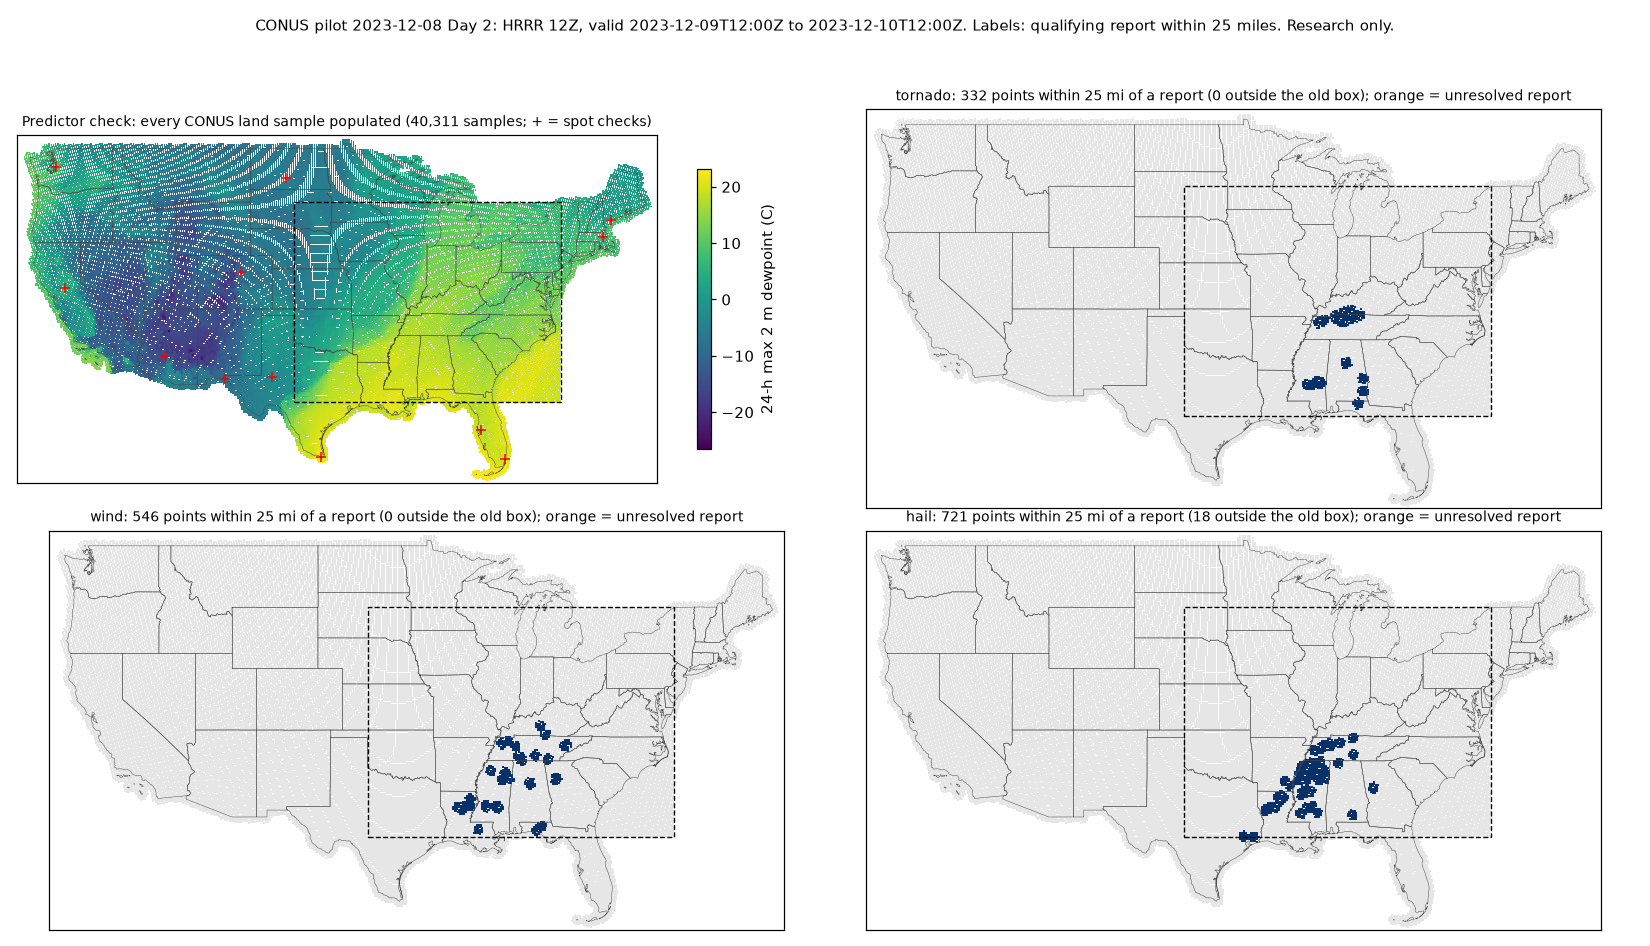 CONUS pilot 2023-12-08 Day 2: HRRR 12Z, valid 2023-12-09T12:00Z to 2023-12-10T12:00Z. Labels: qualifying report within 25 miles. Research only.
Predictor check: every CONUS land sample populated (40,311 samples; + = spot checks)
20
10
0
−10
−20
24-h max 2 m dewpoint (C)
tornado: 332 points within 25 mi of a report (0 outside the old box); orange = unresolved report
wind: 546 points within 25 mi of a report (0 outside the old box); orange = unresolved report
hail: 721 points within 25 mi of a report (18 outside the old box); orange = unresolved report